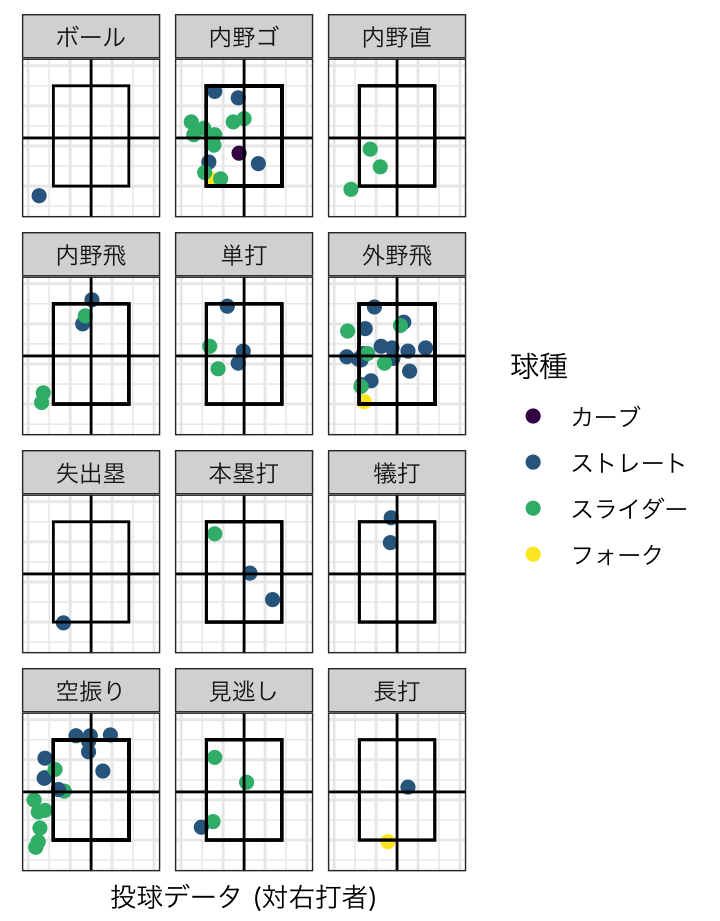 ボール 内野ゴ 内野直
内野飛 単打 外野飛
球種
カーブ
ストレート
スライダー
フォーク
失出塁 本塁打 犠打
空振り 見逃し 長打
投球データ (対右打者)